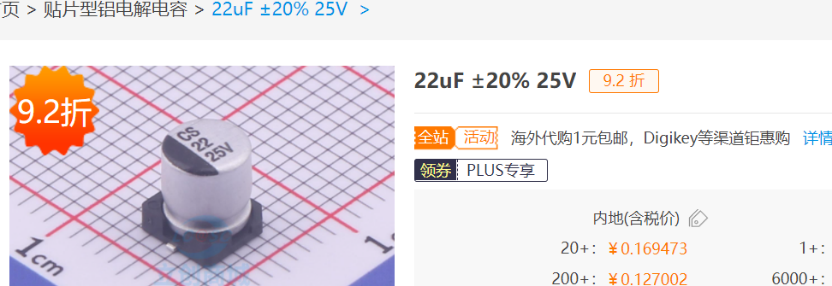 页 > 贴片型铝电解电容 > 22uF ±20% 25V >
9.2折
CS
22
25V
1cm
1
22uF ±20% 25V 9.2 折
全站 活动 海外代购1元包邮，Digikey等渠道钜惠购 详情
领券 PLUS专享
内地(含税价)
20+： ￥0.169473 1+：
200+： ￥0.127002 6000+：